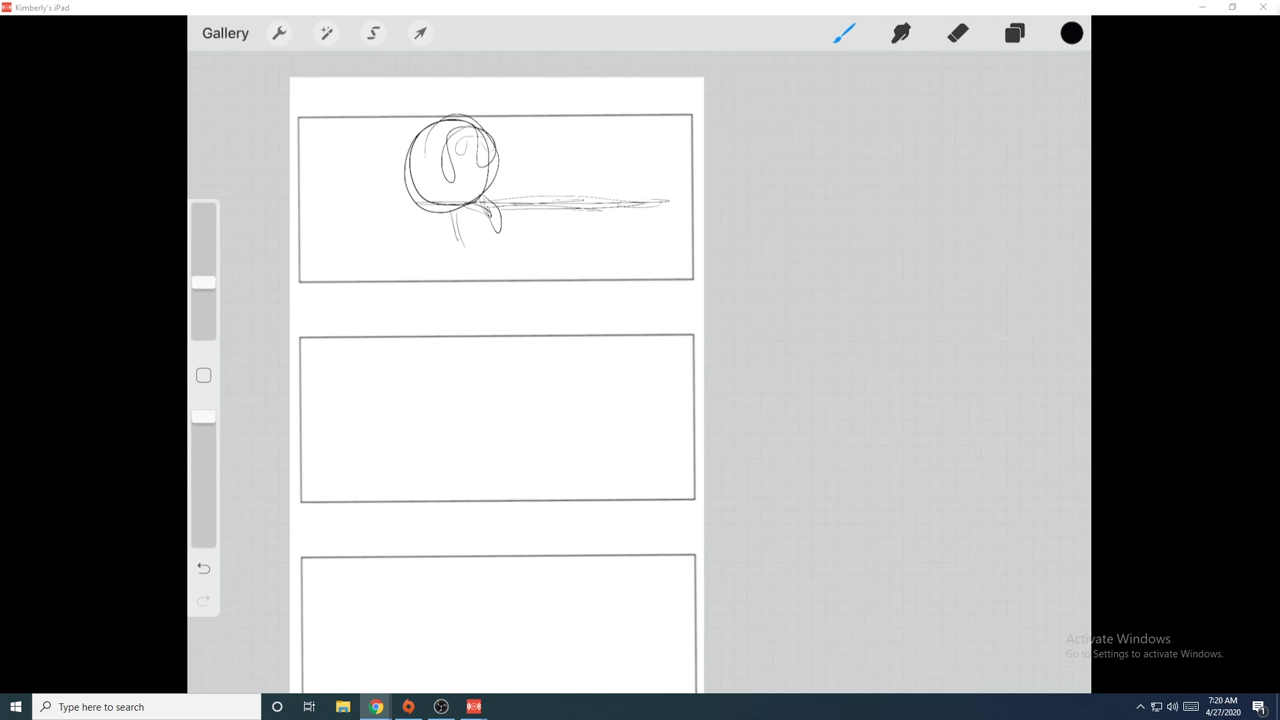 Kimberly's iPad
Gallery
Activate Windows
Go to Settings to activate Windows.
Type here to search
7:20 AM
4/27/2020
1